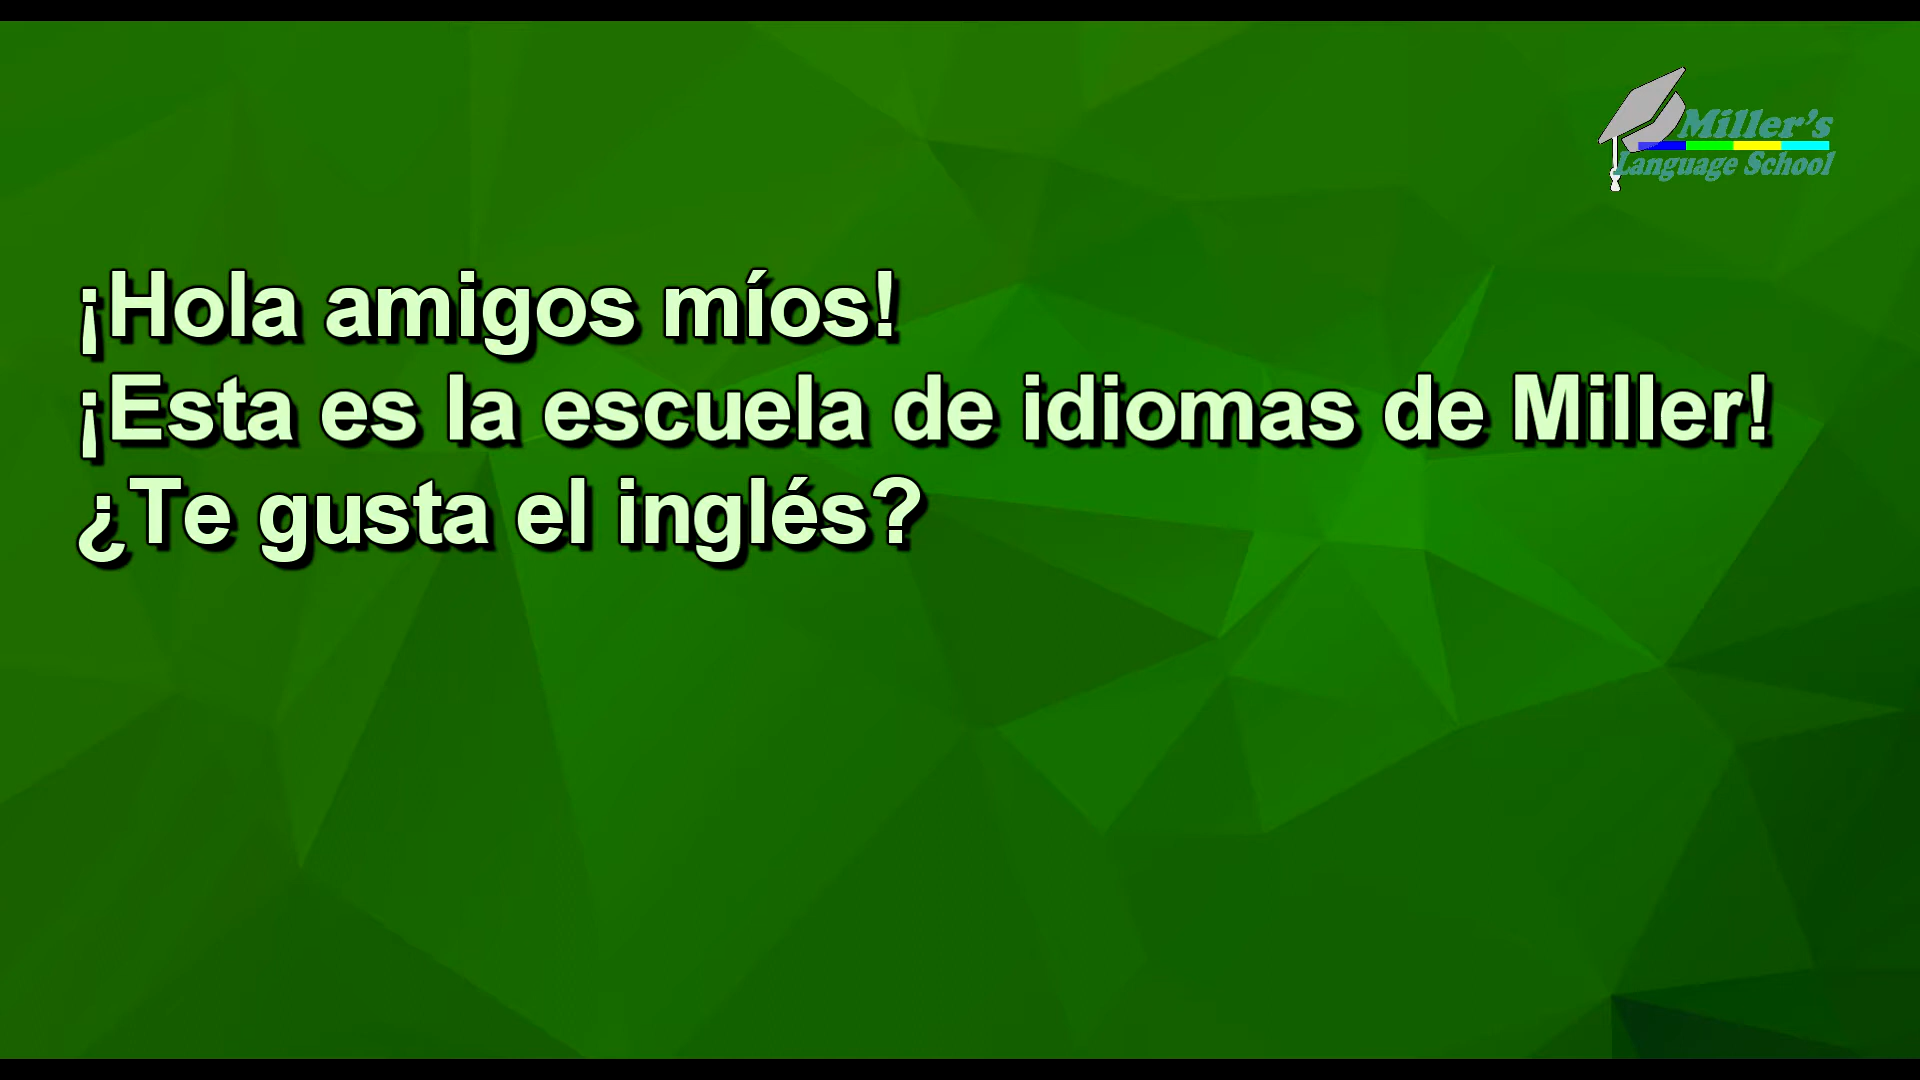 Miller's
Language School
¡Hola amigos míos!
¡Esta es la escuela de idiomas de Miller!
¿Te gusta el inglés?